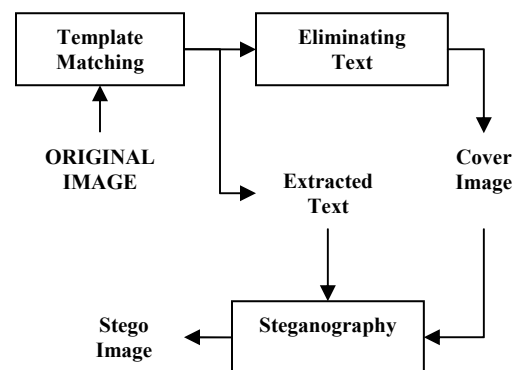 Template
Matching
Eliminating
Text
ORIGINAL
IMAGE
Extracted
Text
Cover
Image
Stego
Image
Steganography